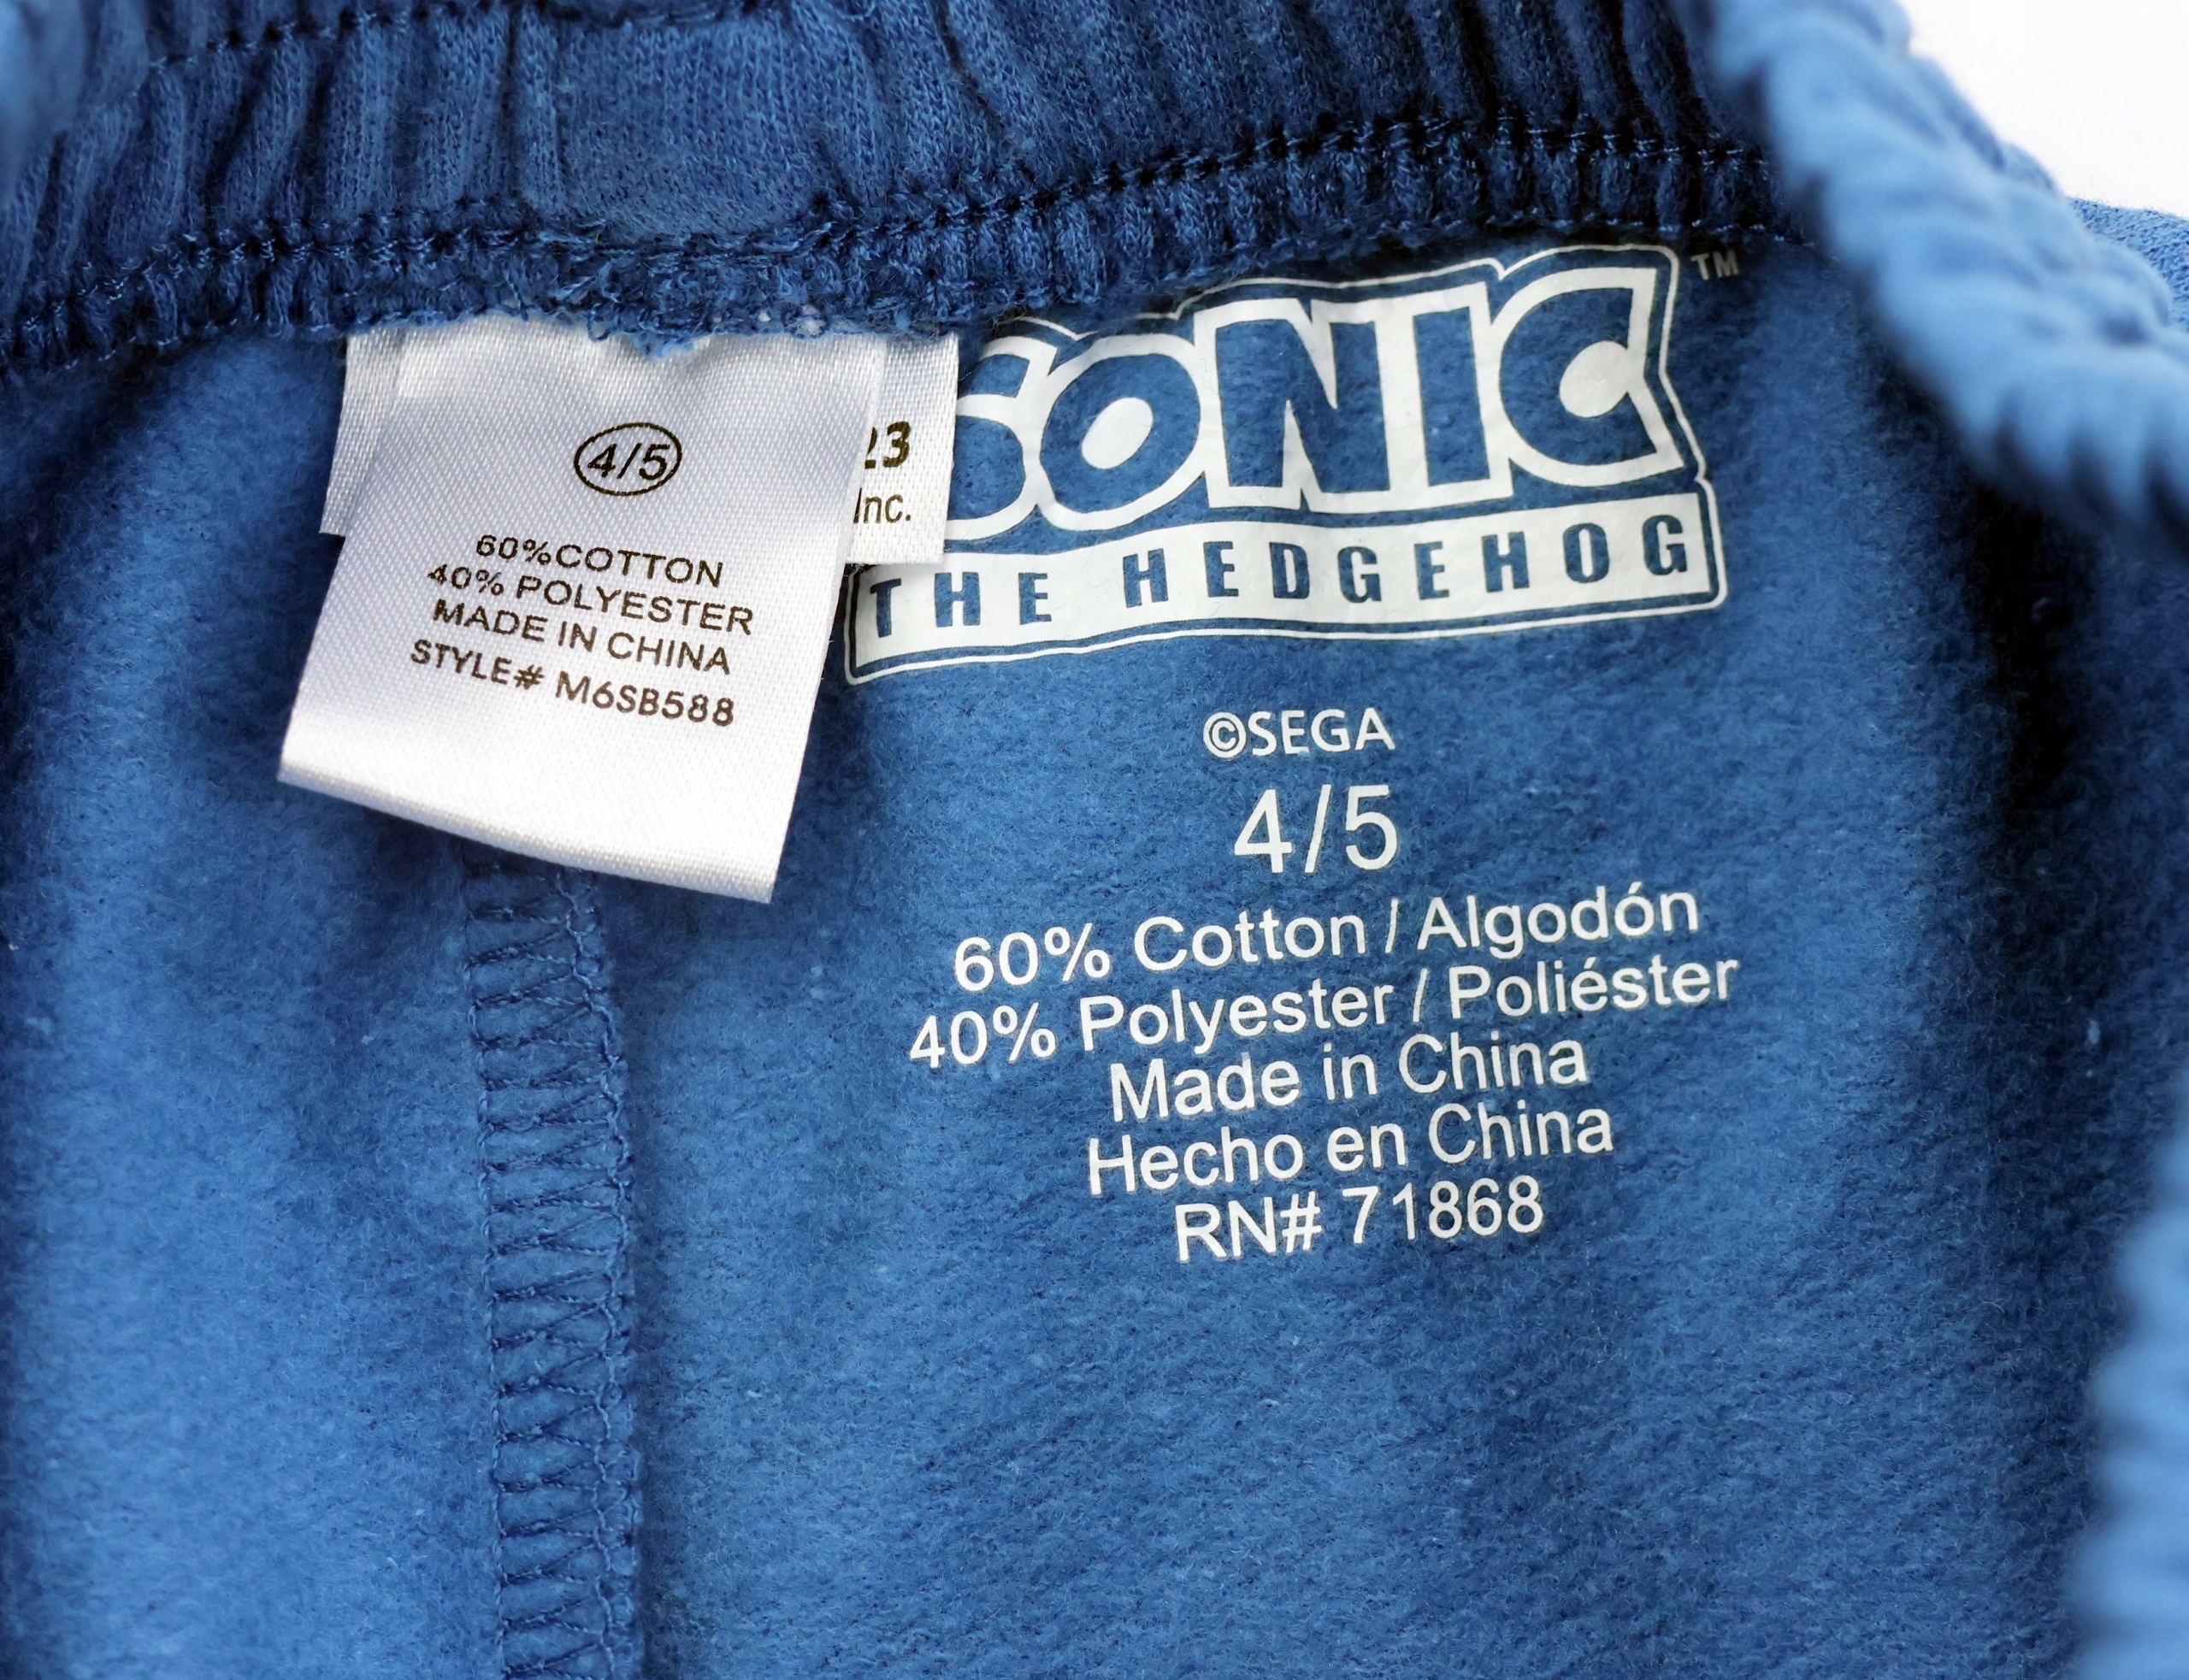 4/5
60%COTTON
40% POLYESTER
MADE IN CHINA
STYLE# M6SB588
Inc.
SONIC
TM
THE HEDGEHOG
©SEGA
4/5
60% Cotton / Algodón
40% Polyester / Poliéster
Made in China
Hecho en China
RN# 71868